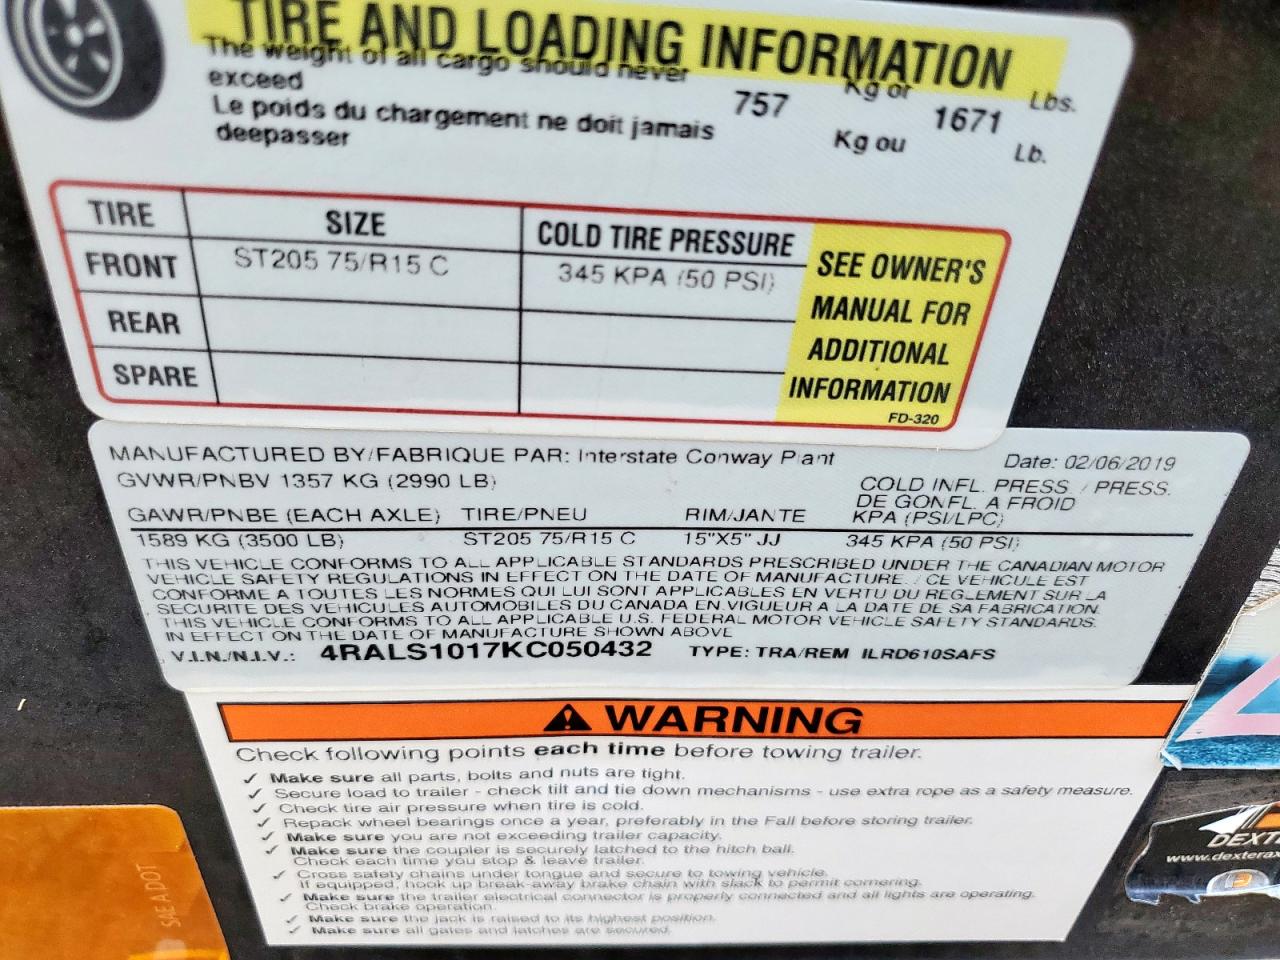 TIRE AND LOADING INFORMATION
The weight of all cargo should never
exceed
757 Kg or 1671 Lbs.
Le poids du chargement ne doit jamais
deepasser
Kg ou Lb.
TIRE SIZE COLD TIRE PRESSURE
FRONT ST205 75/R15 C 345 KPA (50 PSI)
REAR
SPARE
SEE OWNER'S
MANUAL FOR
ADDITIONAL
INFORMATION
FD-320
MANUFACTURED BY/FABRIQUE PAR: Interstate Conway Plant
Date: 02/06/2019
GVWR/PNBV 1357 KG (2990 LB)
COLD INFL. PRESS. / PRESS.
DE GONFL. A FROID
GAWR/PNBE (EACH AXLE) TIRE/PNEU RIM/JANTE KPA (PSI/LPC)
1589 KG (3500 LB) ST205 75/R15 C 15"X5" JJ 345 KPA (50 PSI)
THIS VEHICLE CONFORMS TO ALL APPLICABLE STANDARDS PRESCRIBED UNDER THE CANADIAN MOTOR
VEHICLE SAFETY REGULATIONS IN EFFECT ON THE DATE OF MANUFACTURE. / CE VEHICULE EST
CONFORME A TOUTES LES NORMES QUI LUI SONT APPLICABLES EN VERTU DU REGLEMENT SUR LA
SECURITE DES VEHICULES AUTOMOBILES DU CANADA EN VIGUEUR A LA DATE DE SA FABRICATION.
THIS VEHICLE CONFORMS TO ALL APPLICABLE U.S. FEDERAL MOTOR VEHICLE SAFETY STANDARDS.
IN EFFECT ON THE DATE OF MANUFACTURE SHOWN ABOVE
V.I.N./N.I.V.: 4RALS1017KC050432 TYPE: TRA/REM ILRD610SAFS
WARNING
Check following points each time before towing trailer.
✓ Make sure all parts, bolts and nuts are tight.
✓ Secure load to trailer - check tilt and tie down mechanisms - use extra rope as a safety measure.
✓ Check tire air pressure when tire is cold.
✓ Repack wheel bearings once a year, preferably in the Fall before storing trailer.
✓ Make sure you are not exceeding trailer capacity.
✓ Make sure the coupler is securely latched to the hitch ball.
Check each time you stop & leave trailer.
✓ Cross safety chains under tongue and secure to towing vehicle.
If equipped, hook up break-away brake chain with slack to permit cornering.
✓ Make sure the trailer electrical connector is properly connected and all lights are operating.
Check brake operation.
✓ Make sure the jack is raised to its highest position.
✓ Make sure all gates and latches are secured.